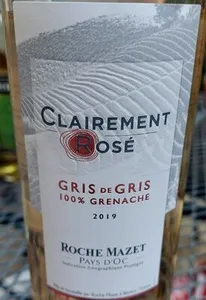 CLAIREMENT
ROSÉ
GRIS DE GRIS
100% GRENACHE
2019
ROCHE MAZET
PAYS D'OC
Indication Géographique Protégée